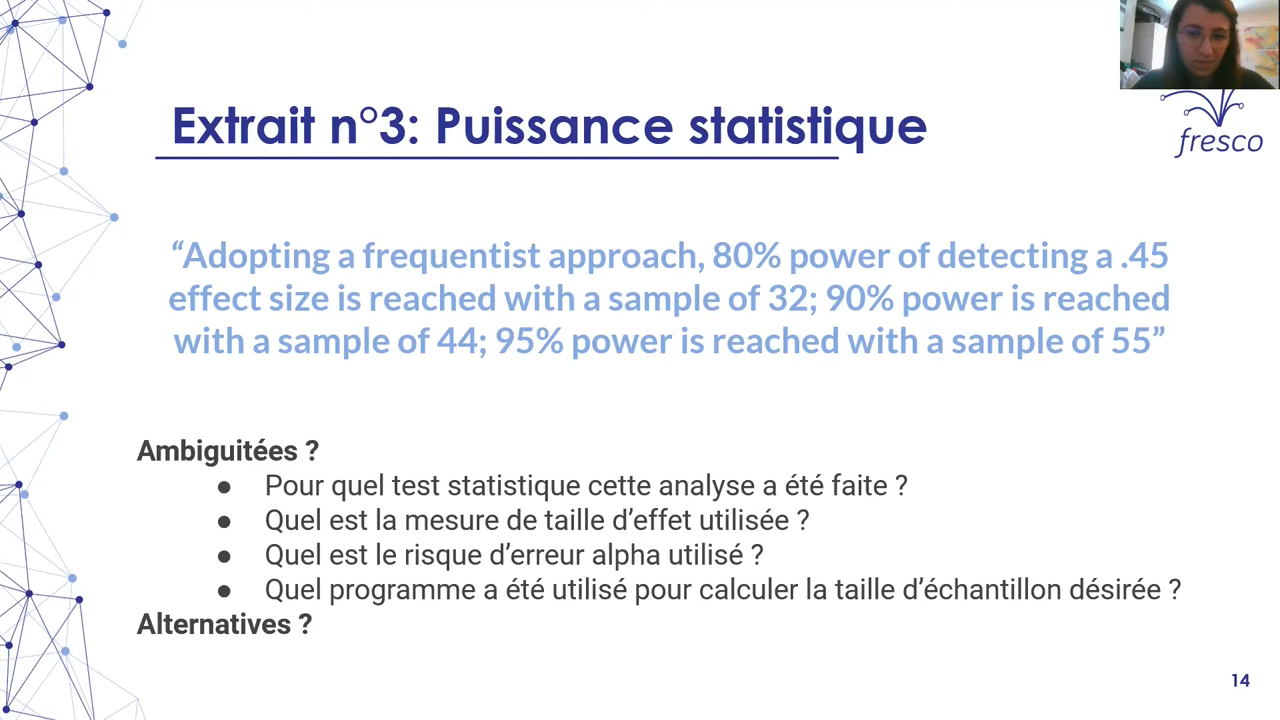 fresco
Extrait n°3: Puissance statistique
“Adopting a frequentist approach, 80% power of detecting a .45
effect size is reached with a sample of 32; 90% power is reached
with a sample of 44; 95% power is reached with a sample of 55”
Ambiguitées ?
● Pour quel test statistique cette analyse a été faite ?
● Quel est la mesure de taille d’effet utilisée ?
● Quel est le risque d’erreur alpha utilisé ?
● Quel programme a été utilisé pour calculer la taille d’échantillon désirée ?
Alternatives ?
14